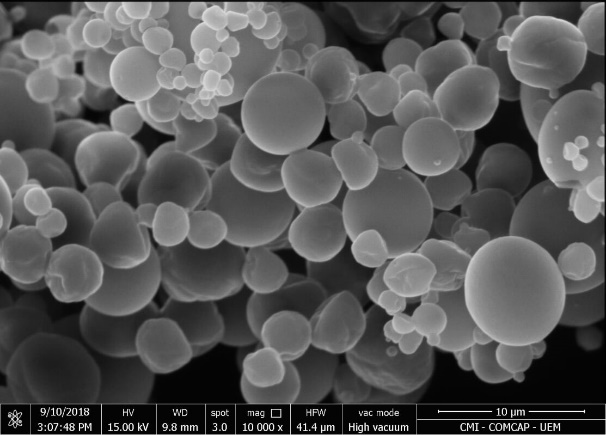 9/10/2018 HV WD spot mag HFW vac mode 10 µm
3:07:48 PM 15.00 kV 9.8 mm 3.0 10 000 x 41.4 µm High vacuum CMI - COMCAP - UEM